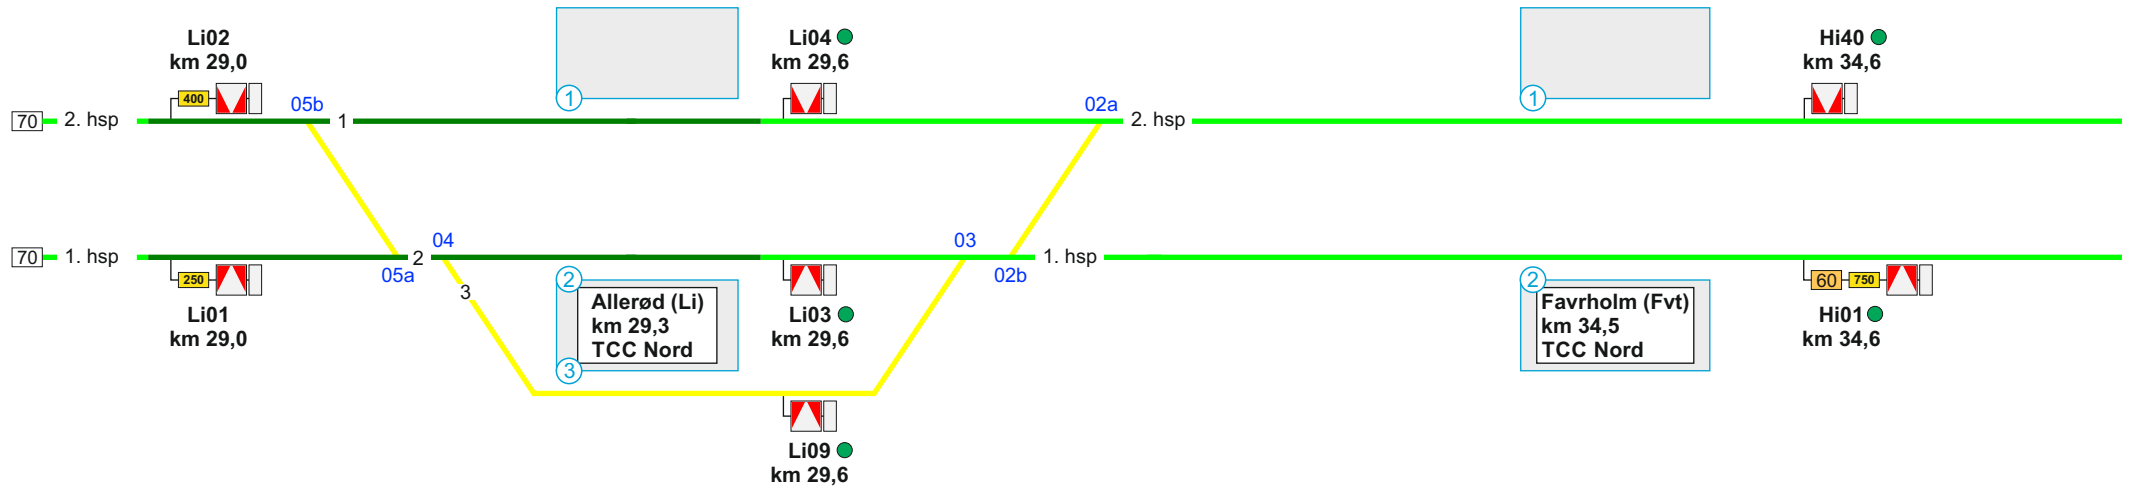 Li02
km 29,0
Li04
km 29,6
Hi40
km 34,6
400
1
1
05b
02a
70
2. hsp
1
2. hsp
04
03
70
1. hsp
2
1. hsp
05a
02b
250
3
2
Allerød (Li)
km 29,3
TCC Nord
3
2
Favrholm (Fvt)
km 34,5
TCC Nord
60
750
Li01
km 29,0
Li03
km 29,6
Hi01
km 34,6
Li09
km 29,6